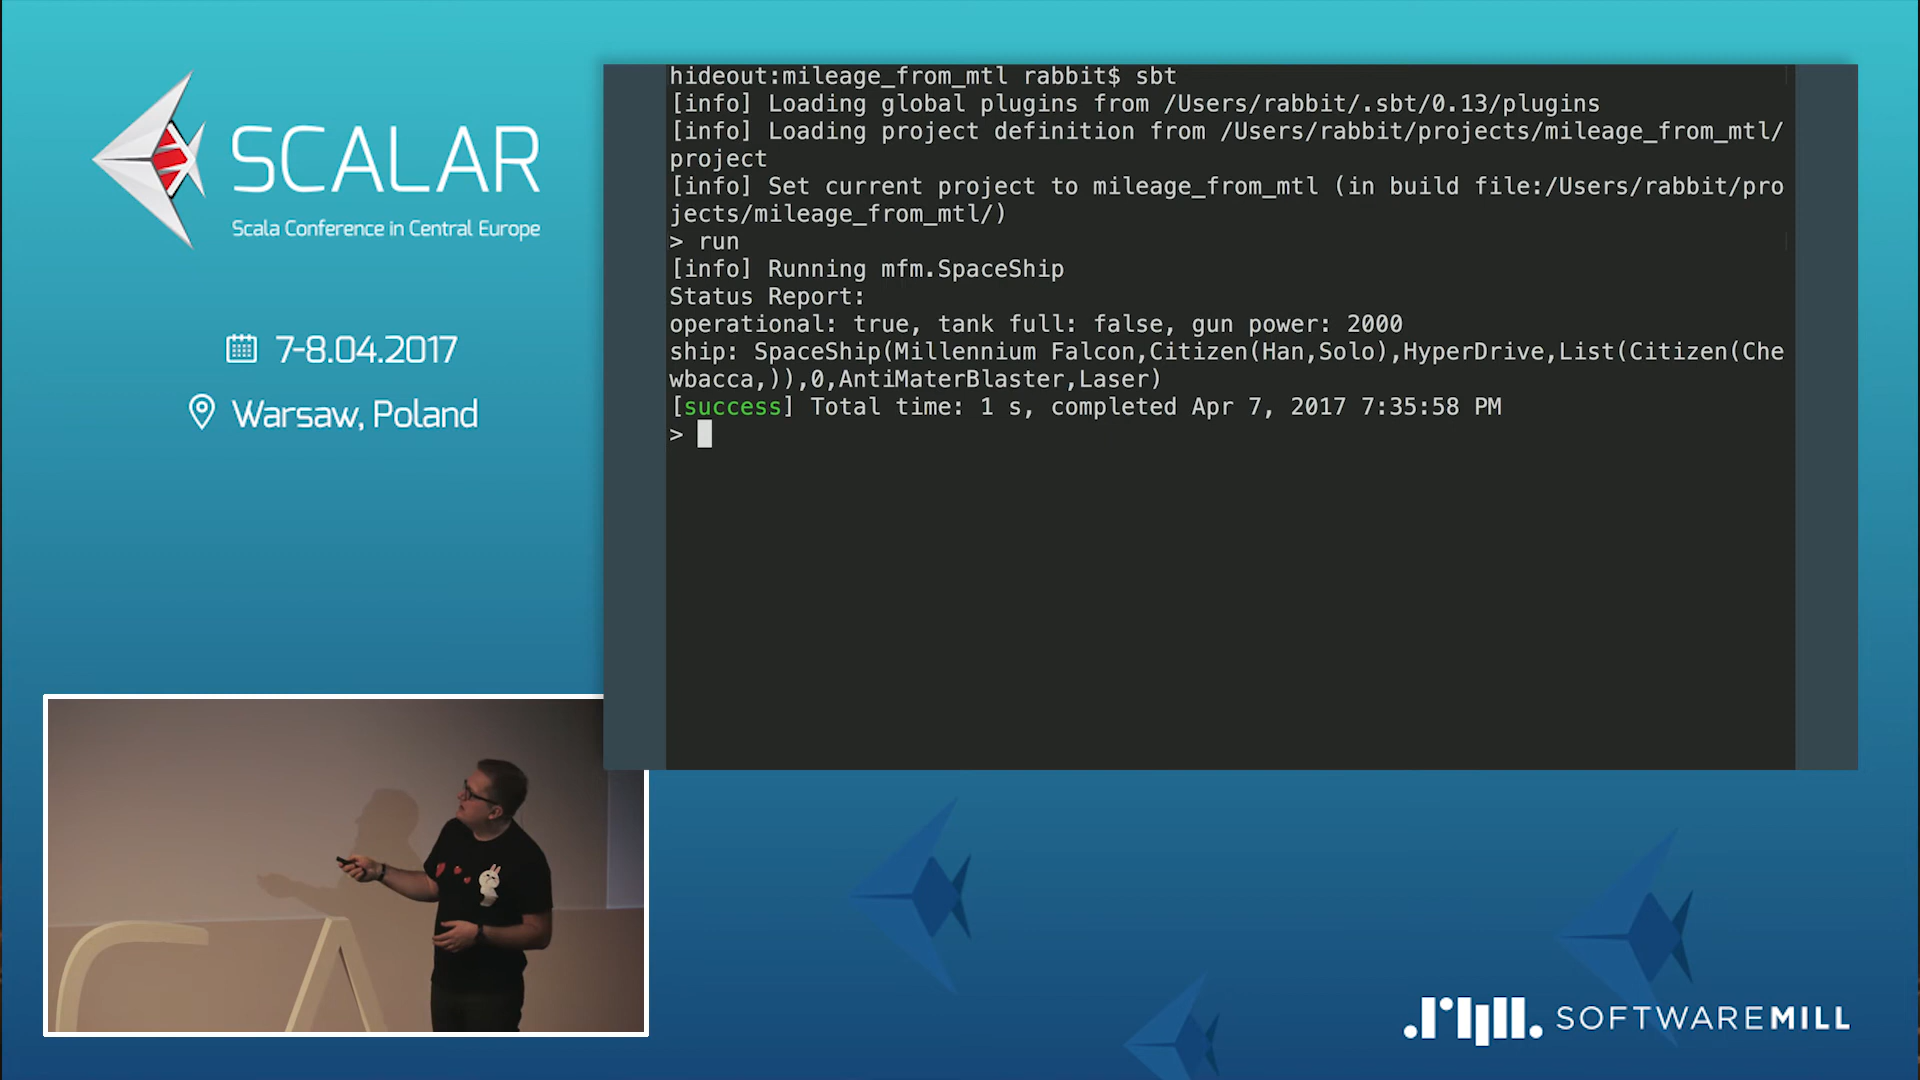 SCALAR
Scala Conference in Central Europe
7-8.04.2017
Warsaw, Poland
hideout:mileage_from_mtl rabbit$ sbt
[info] Loading global plugins from /Users/rabbit/.sbt/0.13/plugins
[info] Loading project definition from /Users/rabbit/projects/mileage_from_mtl/
project
[info] Set current project to mileage_from_mtl (in build file:/Users/rabbit/pro
jects/mileage_from_mtl/)
> run
[info] Running mfm.SpaceShip
Status Report:
operational: true, tank full: false, gun power: 2000
ship: SpaceShip(Millennium Falcon,Citizen(Han,Solo),HyperDrive,List(Citizen(Che
wbacca,)),0,AntiMaterBlaster,Laser)
[success] Total time: 1 s, completed Apr 7, 2017 7:35:58 PM
>
CA
SOFTWAREMILL